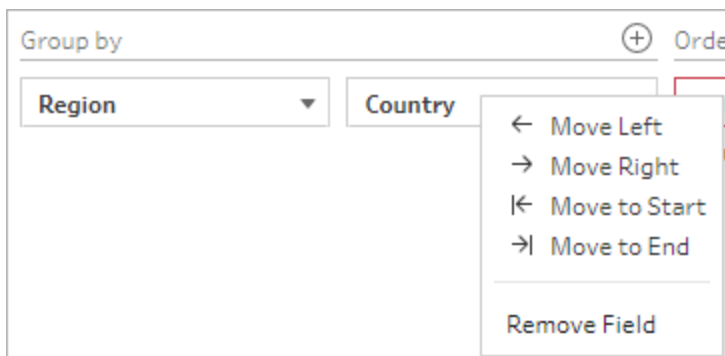 Group by
Orde
Region
Country
Move Left
Move Right
Move to Start
Move to End
Remove Field